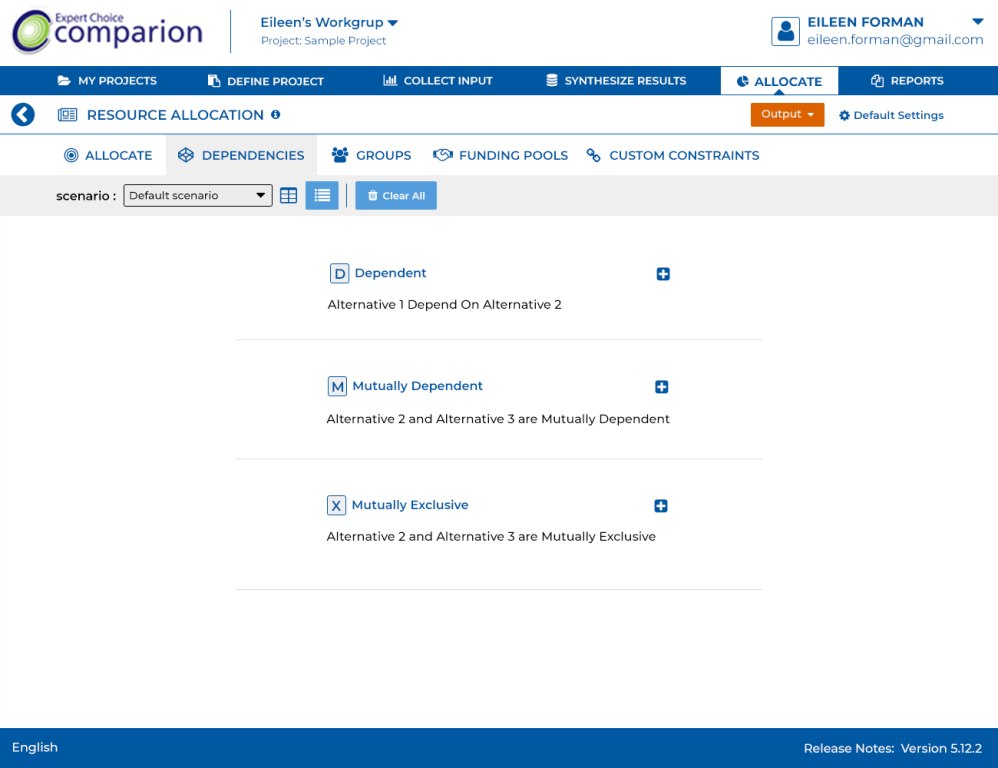 Expert Choice
comparion
Eileen's Workgrup
Project: Sample Project
EILEEN FORMAN
eileen.forman@gmail.com
MY PROJECTS
DEFINE PROJECT
COLLECT INPUT
SYNTHESIZE RESULTS
ALLOCATE
REPORTS
RESOURCE ALLOCATION
Output
Default Settings
ALLOCATE
DEPENDENCIES
GROUPS
FUNDING POOLS
CUSTOM CONSTRAINTS
scenario : Default scenario
Clear All
D Dependent
Alternative 1 Depend On Alternative 2
M Mutually Dependent
Alternative 2 and Alternative 3 are Mutually Dependent
X Mutually Exclusive
Alternative 2 and Alternative 3 are Mutually Exclusive
English
Release Notes: Version 5.12.2